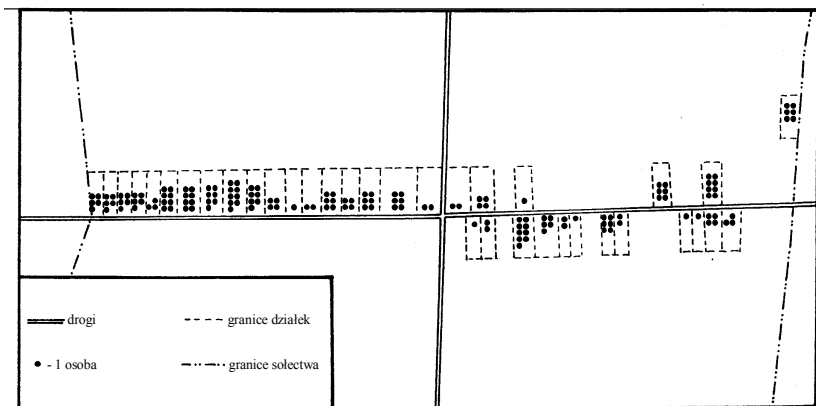 drogi
granice działek
- 1 osoba
granice sołectwa